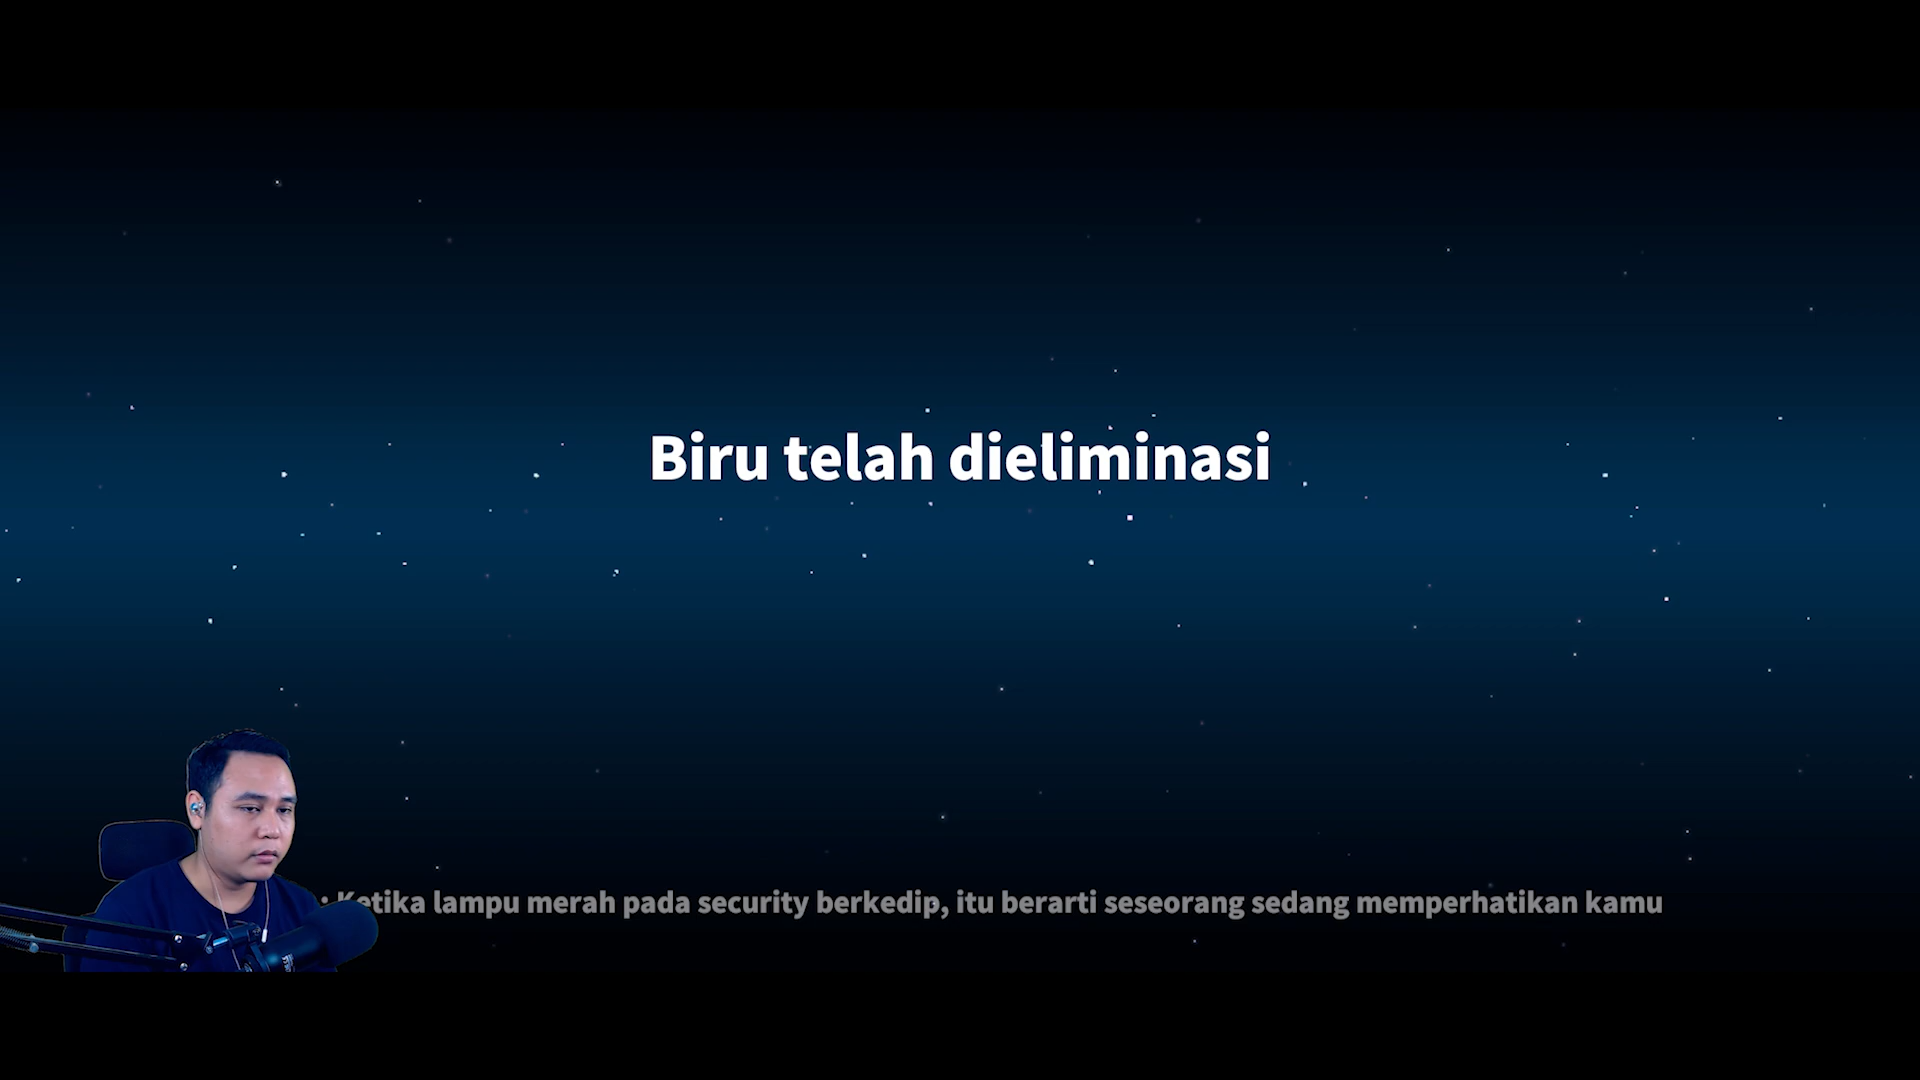 Biru telah dieliminasi
: Ketika lampu merah pada security berkedip, itu berarti seseorang sedang memperhatikan kamu